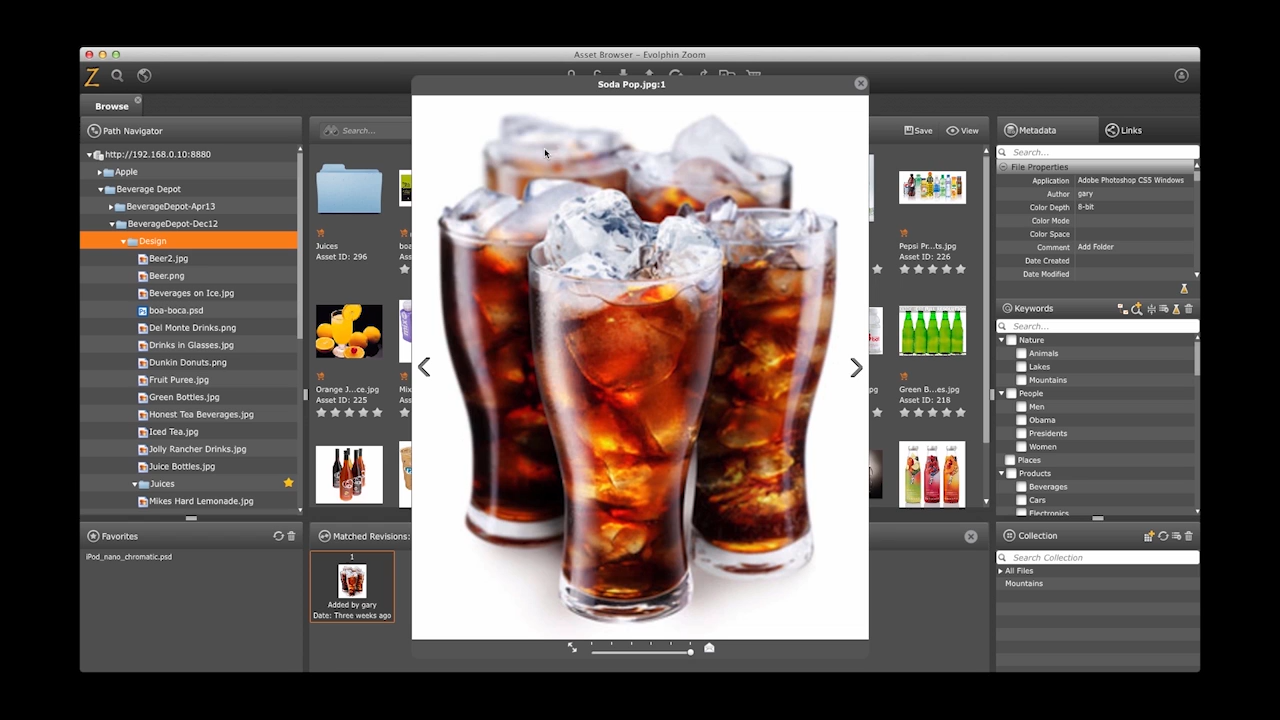 Asset Browser – Evolphin Zoom
Z
Soda Pop.jpg:1
Browse
Path Navigator
Search...
Save
View
Metadata
Links
http://192.168.0.10:8880
Apple
Beverage Depot
BeverageDepot-Apr13
BeverageDepot-Dec12
Design
Beer2.jpg
Beer.png
Beverages on Ice.jpg
boa-boca.psd
Del Monte Drinks.png
Drinks in Glasses.jpg
Dunkin Donuts.png
Fruit Puree.jpg
Green Bottles.jpg
Honest Tea Beverages.jpg
Iced Tea.jpg
Jolly Rancher Drinks.jpg
Juice Bottles.jpg
Juices
Mikes Hard Lemonade.jpg
Juices
Asset ID: 296
boa
Asse
Pepsi Pr...ts.jpg
Asset ID: 226
Orange J...ce.jpg
Asset ID: 225
Mix
Asse
Green B...es.jpg
Asset ID: 218
Search...
File Properties
Application Adobe Photoshop CS5 Windows
Author gary
Color Depth 8-bit
Color Mode
Color Space
Comment Add Folder
Date Created
Date Modified
Keywords
Search...
Nature
Animals
Lakes
Mountains
People
Men
Obama
Presidents
Women
Places
Products
Beverages
Cars
Electronics
Favorites
iPod_nano_chromatic.psd
Matched Revisions:
1
Added by gary
Date: Three weeks ago
Collection
Search Collection
All Files
Mountains